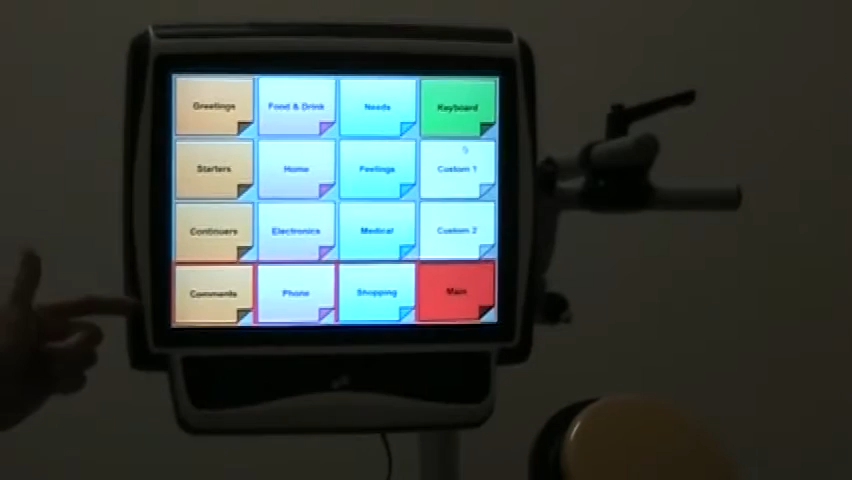 Greetings
Food & Drink
Needs
Keyboard
Starters
Home
Feelings
Custom 1
Continuers
Electronics
Medical
Custom 2
Comments
Phone
Shopping
Main